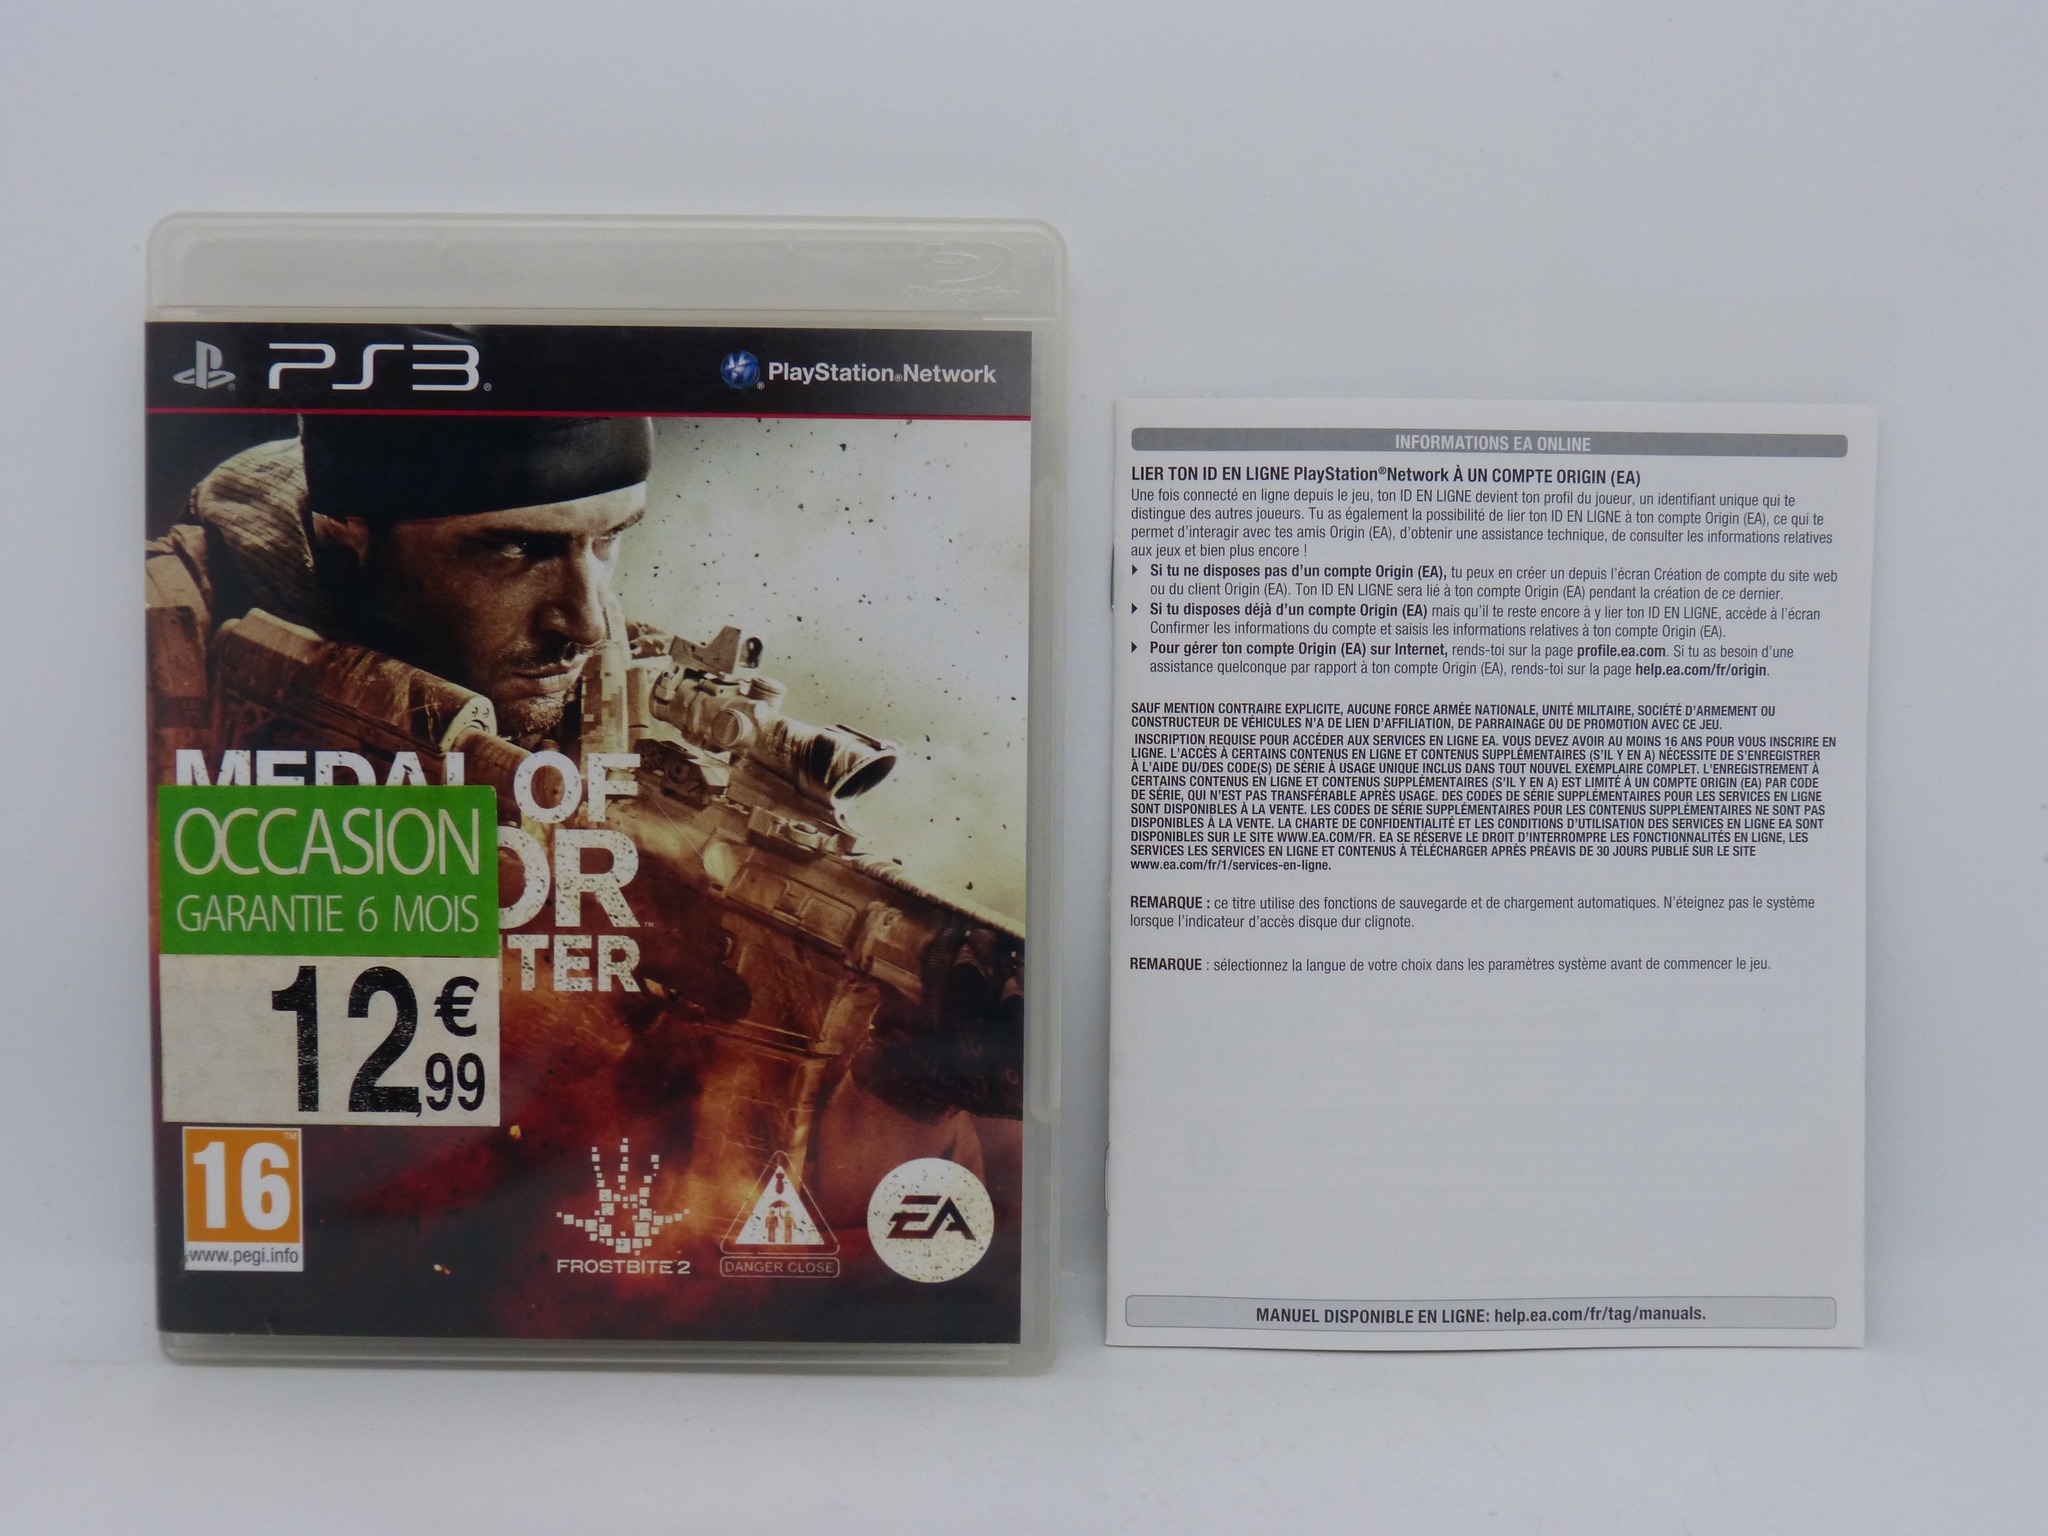 Blu-ray Disc
PS3
PlayStation®Network
MEDAL OF
OCCASION
GARANTIE 6 MOIS
12€,99
16
www.pegi.info
FROSTBITE 2
DANGER CLOSE
EA
INFORMATIONS EA ONLINE
LIER TON ID EN LIGNE PlayStation®Network À UN COMPTE ORIGIN (EA)
Une fois connecté en ligne depuis le jeu, ton ID EN LIGNE devient ton profil du joueur, un identifiant unique qui te
distingue des autres joueurs. Tu as également la possibilité de lier ton ID EN LIGNE à ton compte Origin (EA), ce qui te
permet d'interagir avec tes amis Origin (EA), d'obtenir une assistance technique, de consulter les informations relatives
aux jeux et bien plus encore !
Si tu ne disposes pas d'un compte Origin (EA), tu peux en créer un depuis l'écran Création de compte du site web
ou du client Origin (EA). Ton ID EN LIGNE sera lié à ton compte Origin (EA) pendant la création de ce dernier.
Si tu disposes déjà d'un compte Origin (EA) mais qu'il te reste encore à y lier ton ID EN LIGNE, accède à l'écran
Confirmer les informations du compte et saisis les informations relatives à ton compte Origin (EA).
Pour gérer ton compte Origin (EA) sur Internet, rends-toi sur la page profile.ea.com. Si tu as besoin d'une
assistance quelconque par rapport à ton compte Origin (EA), rends-toi sur la page help.ea.com/fr/origin.
SAUF MENTION CONTRAIRE EXPLICITE, AUCUNE FORCE ARMÉE NATIONALE, UNITÉ MILITAIRE, SOCIÉTÉ D'ARMEMENT OU
CONSTRUCTEUR DE VÉHICULES N'A DE LIEN D'AFFILIATION, DE PARRAINAGE OU DE PROMOTION AVEC CE JEU.
INSCRIPTION REQUISE POUR ACCÉDER AUX SERVICES EN LIGNE EA. VOUS DEVEZ AVOIR AU MOINS 16 ANS POUR VOUS INSCRIRE EN
LIGNE. L'ACCÈS À CERTAINS CONTENUS EN LIGNE ET CONTENUS SUPPLÉMENTAIRES (S'IL Y EN A) NÉCESSITE DE S'ENREGISTRER
À L'AIDE DU/DES CODE(S) DE SÉRIE À USAGE UNIQUE INCLUS DANS TOUT NOUVEL EXEMPLAIRE COMPLET. L'ENREGISTREMENT À
CERTAINS CONTENUS EN LIGNE ET CONTENUS SUPPLÉMENTAIRES (S'IL Y EN A) EST LIMITÉ À UN COMPTE ORIGIN (EA) PAR CODE
DE SÉRIE, QUI N'EST PAS TRANSFÉRABLE APRÈS USAGE. DES CODES DE SÉRIE SUPPLÉMENTAIRES POUR LES SERVICES EN LIGNE
SONT DISPONIBLES À LA VENTE. LES CODES DE SÉRIE SUPPLÉMENTAIRES POUR LES CONTENUS SUPPLÉMENTAIRES NE SONT PAS
DISPONIBLES À LA VENTE. LA CHARTE DE CONFIDENTIALITÉ ET LES CONDITIONS D'UTILISATION DES SERVICES EN LIGNE EA SONT
DISPONIBLES SUR LE SITE WWW.EA.COM/FR. EA SE RÉSERVE LE DROIT D'INTERROMPRE LES FONCTIONNALITÉS EN LIGNE, LES
SERVICES LES SERVICES EN LIGNE ET CONTENUS À TÉLÉCHARGER APRÈS PRÉAVIS DE 30 JOURS PUBLIÉ SUR LE SITE
www.ea.com/fr/1/services-en-ligne.
REMARQUE : ce titre utilise des fonctions de sauvegarde et de chargement automatiques. N'éteignez pas le système
lorsque l'indicateur d'accès disque dur clignote.
REMARQUE : sélectionnez la langue de votre choix dans les paramètres système avant de commencer le jeu.
MANUEL DISPONIBLE EN LIGNE: help.ea.com/fr/tag/manuals.